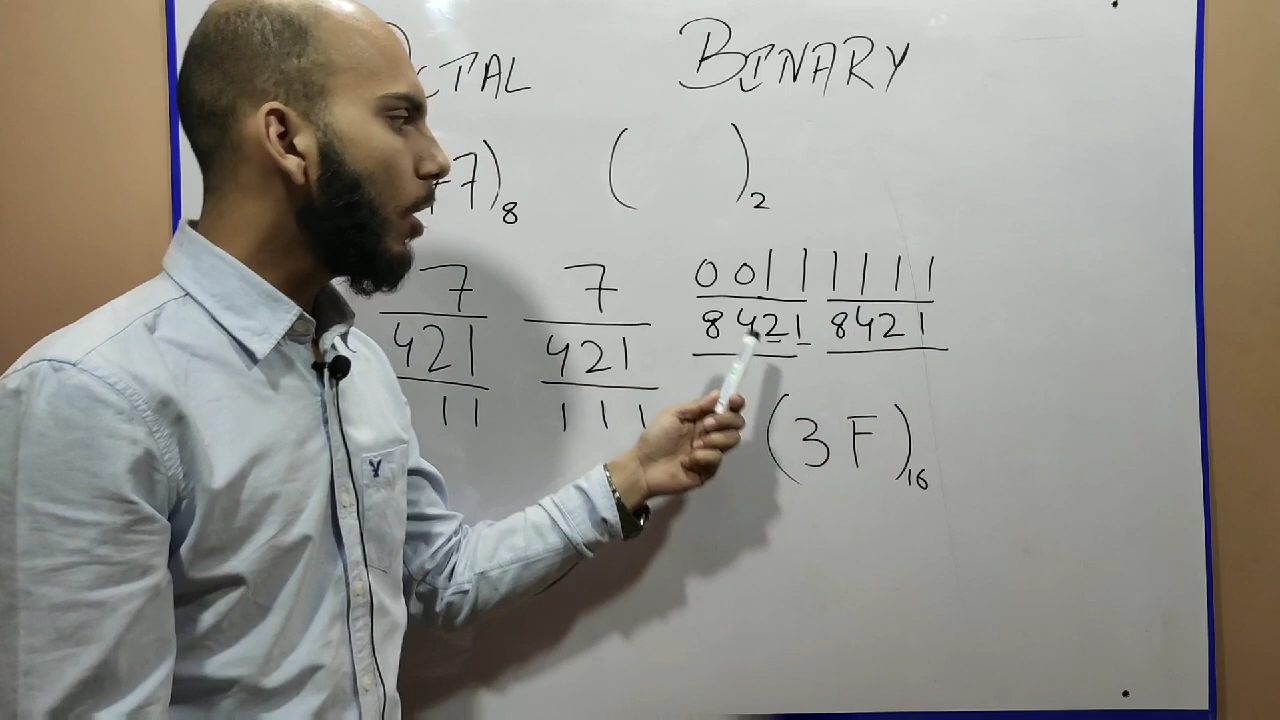 CTAL BINARY
7)8 ( )2
7 7 0011 1111
421 421 8421 8421
11 111
(3F)16